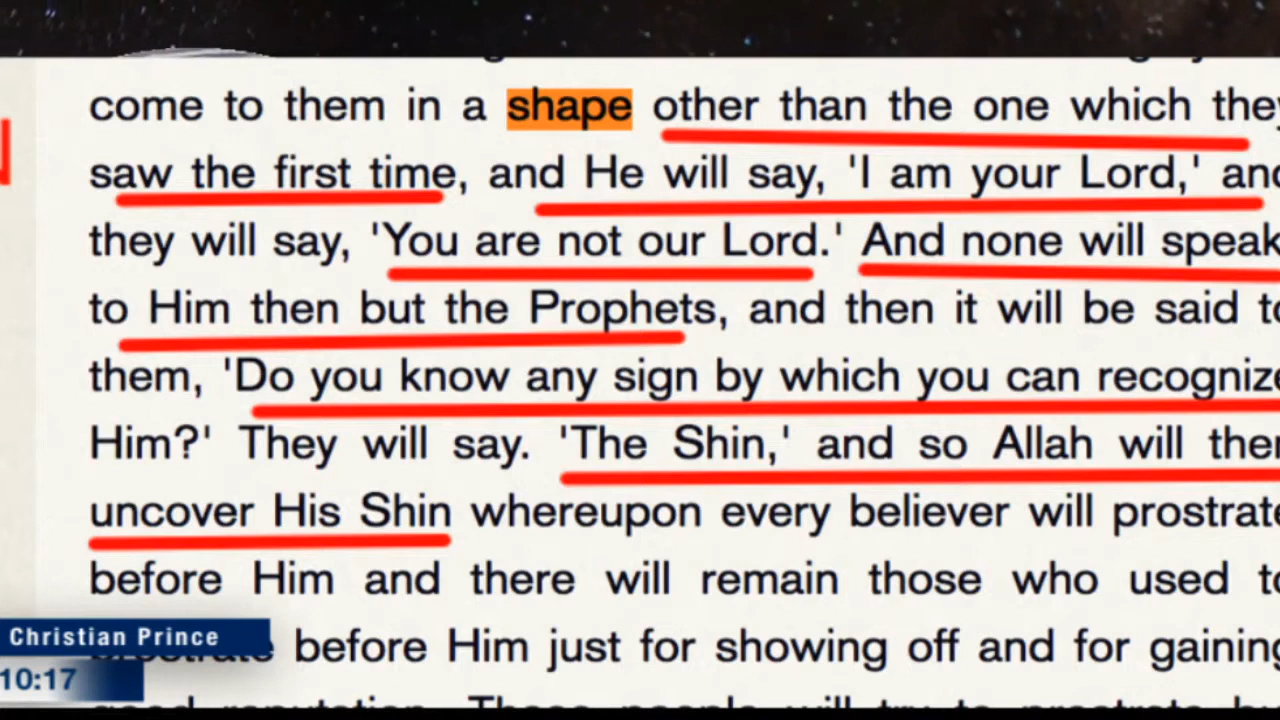 come to them in a shape other than the one which they
saw the first time, and He will say, 'I am your Lord,' and
they will say, 'You are not our Lord.' And none will speak
to Him then but the Prophets, and then it will be said to
them, 'Do you know any sign by which you can recognize
Him?' They will say. 'The Shin,' and so Allah will then
uncover His Shin whereupon every believer will prostrate
before Him and there will remain those who used to
before Him just for showing off and for gaining
Christian Prince
10:17